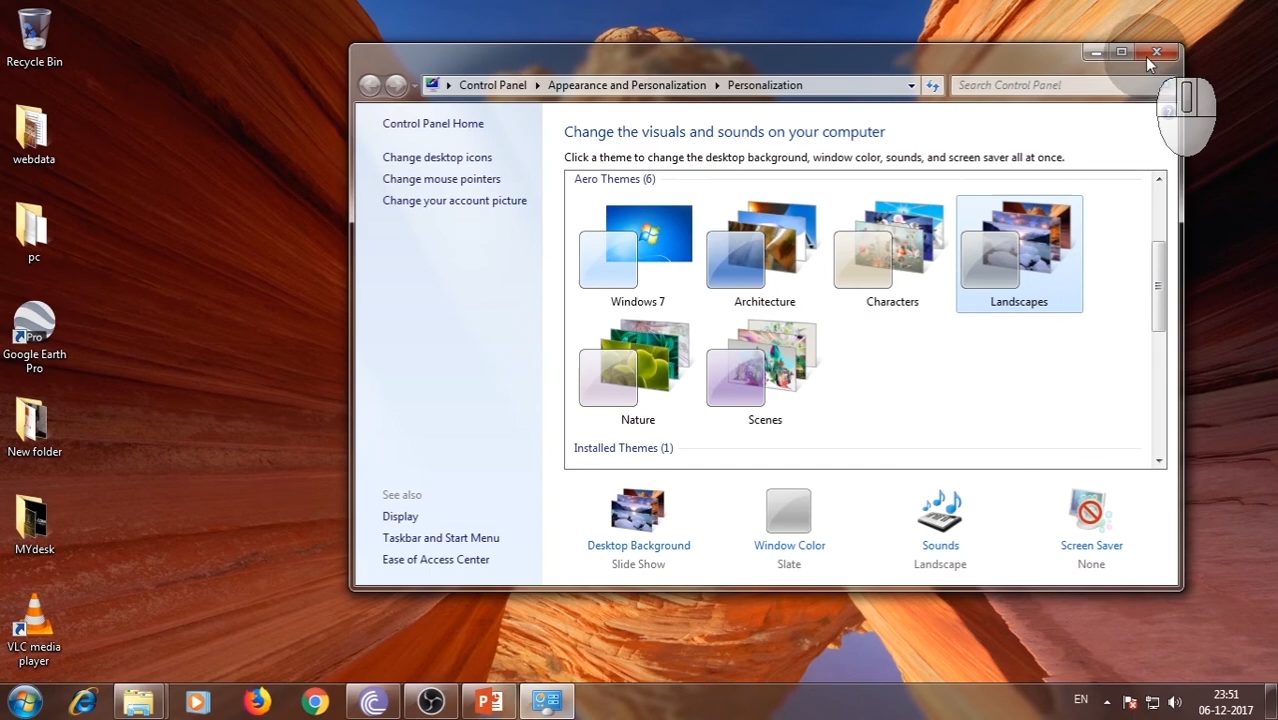 Recycle Bin
webdata
pc
Pro
Google Earth
Pro
New folder
MYdesk
VLC media
player
Control Panel
Appearance and Personalization
Personalization
Search Control Panel
Control Panel Home
Change desktop icons
Change mouse pointers
Change your account picture
See also
Display
Taskbar and Start Menu
Ease of Access Center
Change the visuals and sounds on your computer
Click a theme to change the desktop background, window color, sounds, and screen saver all at once.
Aero Themes (6)
Windows 7
Architecture
Characters
Landscapes
Nature
Scenes
Installed Themes (1)
Desktop Background
Slide Show
Window Color
Slate
Sounds
Landscape
Screen Saver
None
EN
23:51
06-12-2017